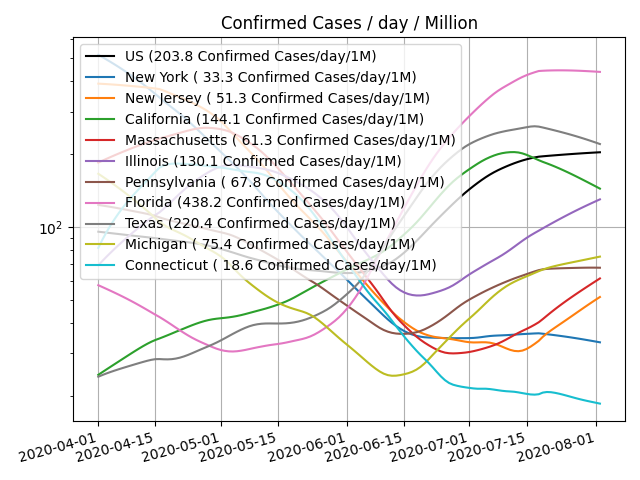 Confirmed Cases / day / Million
US (203.8 Confirmed Cases/day/1M)
New York ( 33.3 Confirmed Cases/day/1M)
New Jersey ( 51.3 Confirmed Cases/day/1M)
California (144.1 Confirmed Cases/day/1M)
Massachusetts ( 61.3 Confirmed Cases/day/1M)
Illinois (130.1 Confirmed Cases/day/1M)
Pennsylvania ( 67.8 Confirmed Cases/day/1M)
Florida (438.2 Confirmed Cases/day/1M)
Texas (220.4 Confirmed Cases/day/1M)
Michigan ( 75.4 Confirmed Cases/day/1M)
Connecticut ( 18.6 Confirmed Cases/day/1M)
10²
2020-04-01 2020-04-15 2020-05-01 2020-05-15 2020-06-01 2020-06-15 2020-07-01 2020-07-15 2020-08-01